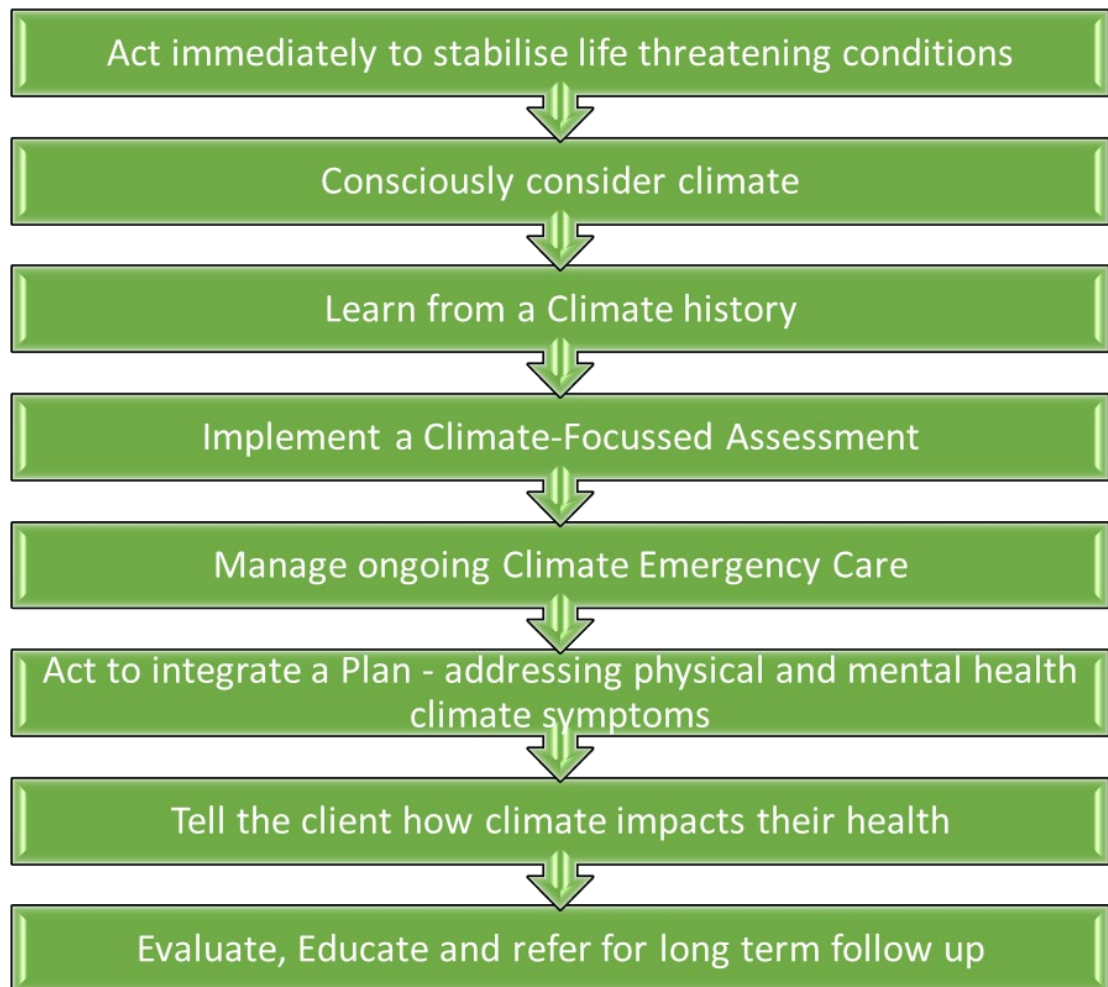 Act immediately to stabilise life threatening conditions
Consciously consider climate
Learn from a Climate history
Implement a Climate-Focussed Assessment
Manage ongoing Climate Emergency Care
Act to integrate a Plan - addressing physical and mental health
climate symptoms
Tell the client how climate impacts their health
Evaluate, Educate and refer for long term follow up